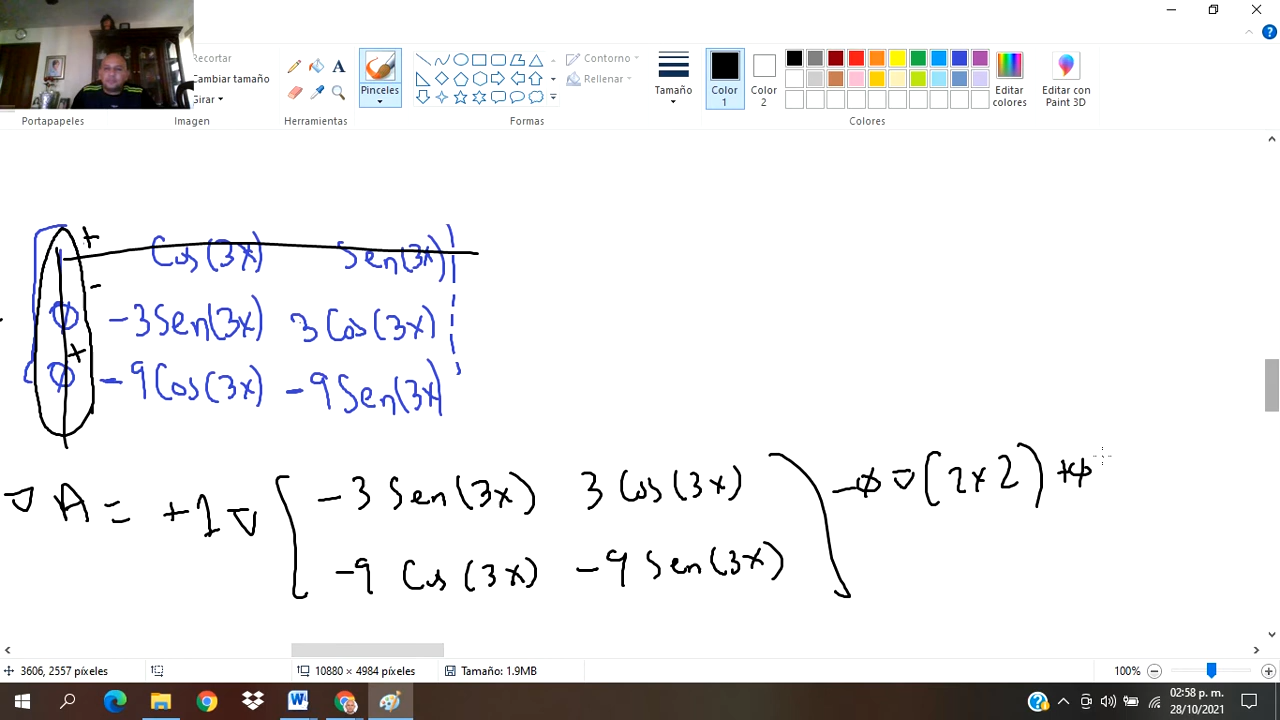 Recortar
Cambiar tamaño
Girar
Portapapeles
Imagen
A
Herramientas
Pinceles
Formas
Contorno
Rellenar
Tamaño
Color 1
Color 2
Colores
Editar colores
Editar con Paint 3D
+ Cos(3x) Sen(3x)
- 0 -3Sen(3x) 3Cos(3x)
+ 0 -9Cos(3x) -9Sen(3x)
▽ A = +1▽ [ -3 Sen(3x) 3 Cos(3x) ] -0 ▽ (2x2) +0
-9 Cos(3x) -9 Sen(3x)
3606, 2557 píxeles
10880 × 4984 píxeles
Tamaño: 1.9MB
100%
02:58 p. m.
28/10/2021